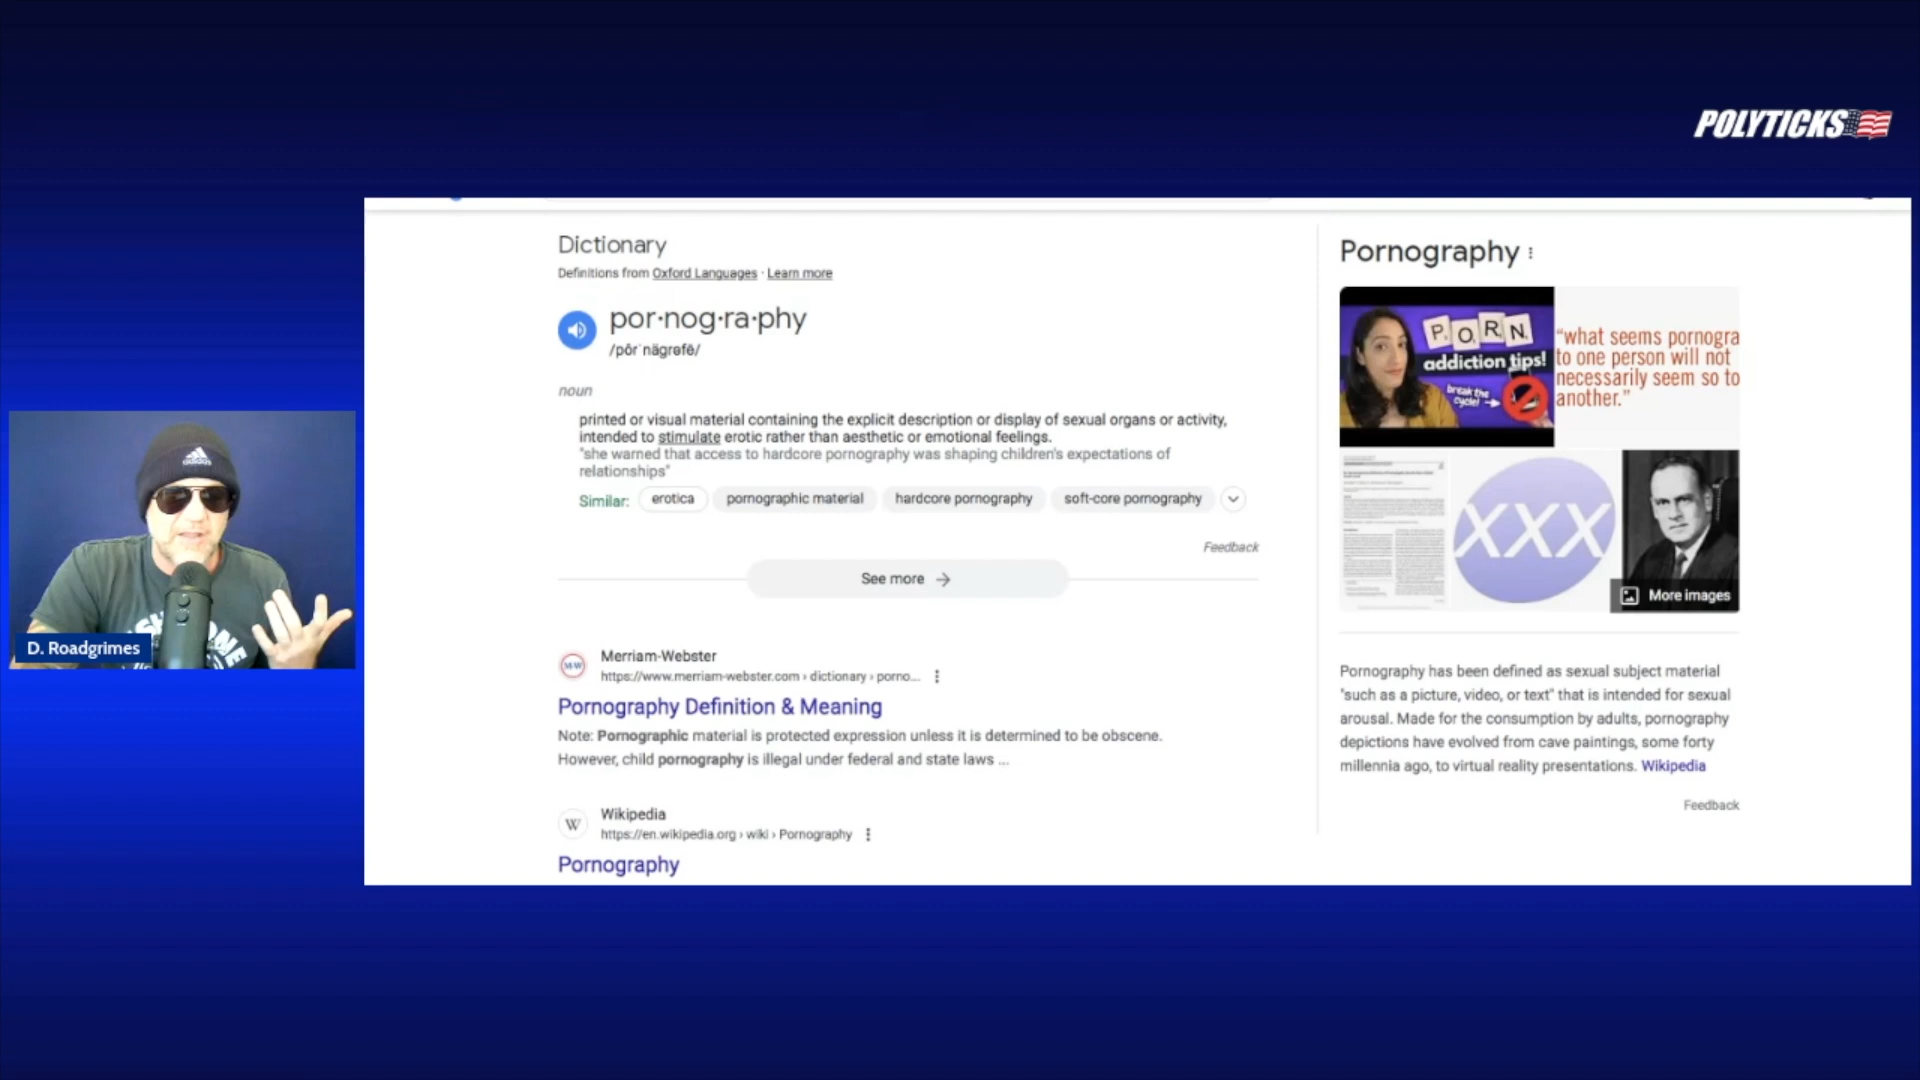 POLYTICKS
Dictionary
Definitions from Oxford Languages · Learn more
por·nog·ra·phy
/pôrˈnäɡrəfē/
noun
printed or visual material containing the explicit description or display of sexual organs or activity,
intended to stimulate erotic rather than aesthetic or emotional feelings.
"she warned that access to hardcore pornography was shaping children's expectations of
relationships"
Similar: erotica pornographic material hardcore pornography soft-core pornography
Feedback
See more →
Merriam-Webster
https://www.merriam-webster.com › dictionary › porno...
Pornography Definition & Meaning
Note: Pornographic material is protected expression unless it is determined to be obscene.
However, child pornography is illegal under federal and state laws ...
Wikipedia
https://en.wikipedia.org › wiki › Pornography
Pornography
Pornography
PORN
addiction tips!
break the
cycle!
"what seems pornogra
to one person will not
necessarily seem so to
another."
XXX
More images
Pornography has been defined as sexual subject material
"such as a picture, video, or text" that is intended for sexual
arousal. Made for the consumption by adults, pornography
depictions have evolved from cave paintings, some forty
millennia ago, to virtual reality presentations. Wikipedia
Feedback
adidas
D. Roadgrimes